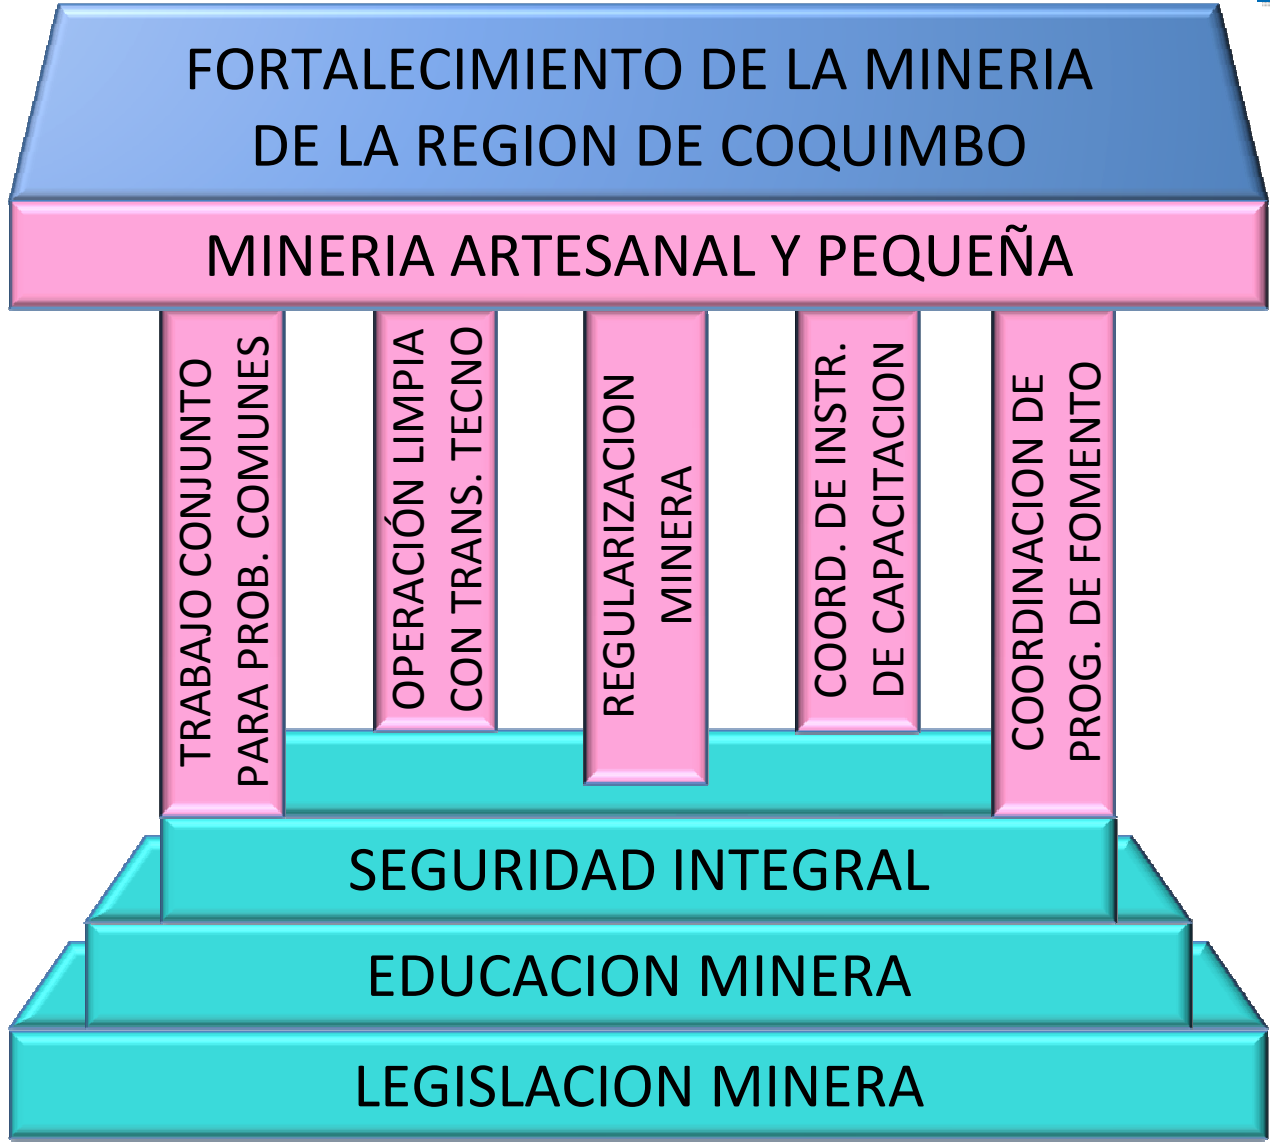 FORTALECIMIENTO DE LA MINERIA
DE LA REGION DE COQUIMBO
MINERIA ARTESANAL Y PEQUEÑA
TRABAJO CONJUNTO
PARA PROB. COMUNES
OPERACIÓN LIMPIA
CON TRANS. TECNO
REGULARIZACION
MINERA
COORD. DE INSTR.
DE CAPACITACION
COORDINACION DE
PROG. DE FOMENTO
SEGURIDAD INTEGRAL
EDUCACION MINERA
LEGISLACION MINERA